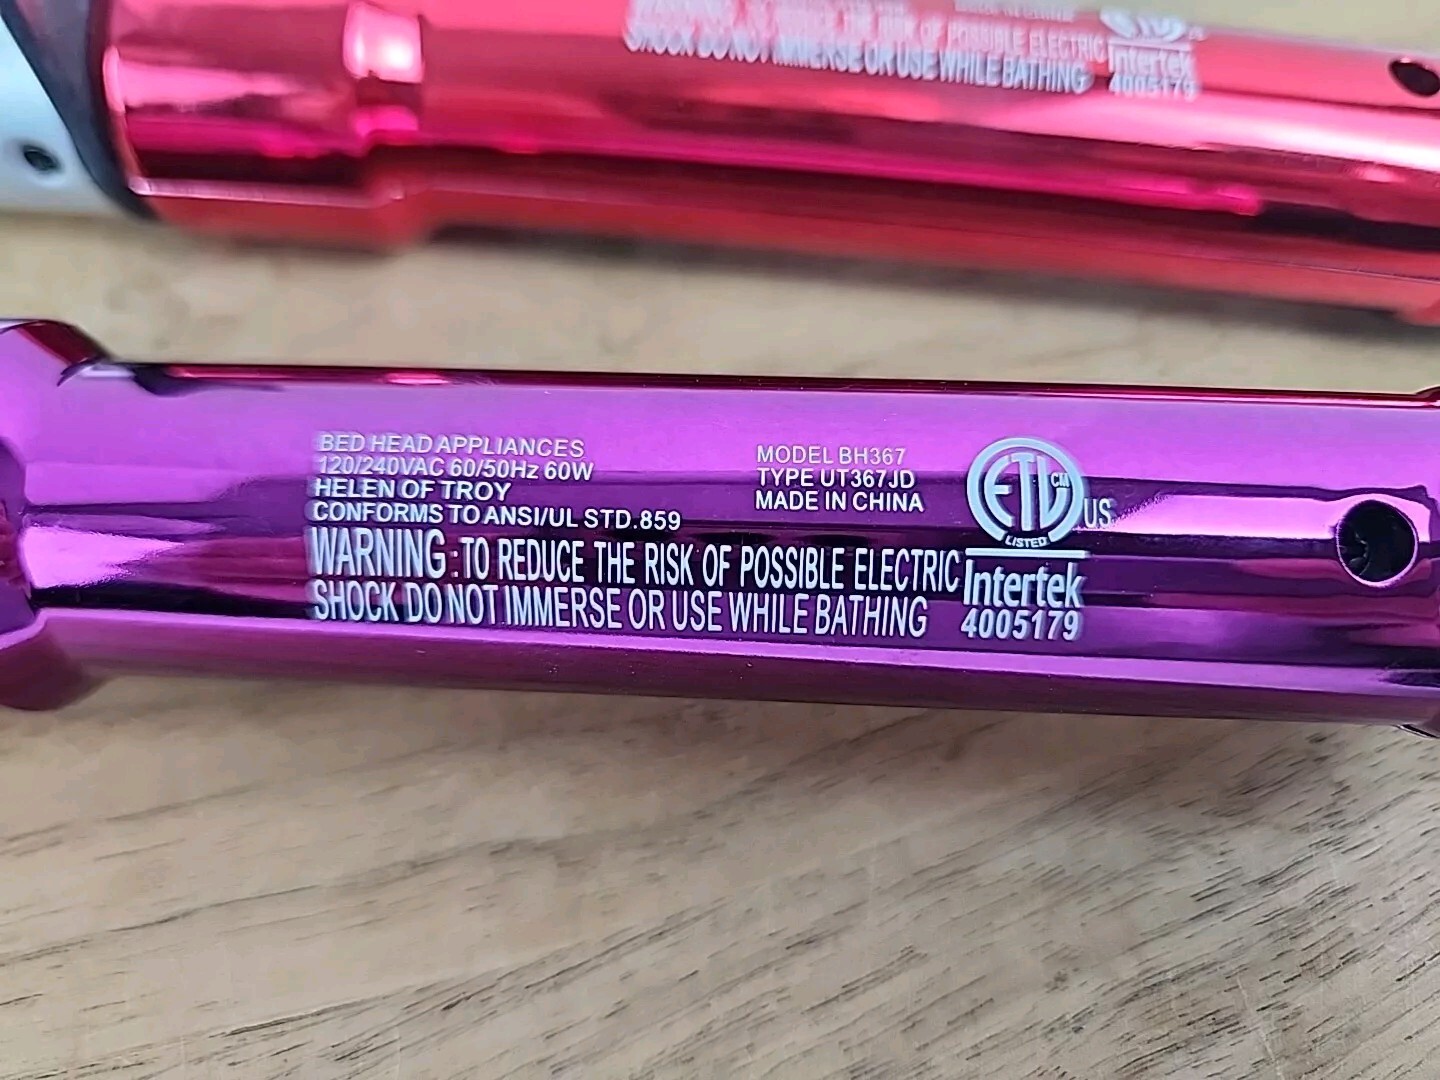 WARNING: TO REDUCE THE RISK OF POSSIBLE ELECTRIC
SHOCK DO NOT IMMERSE OR USE WHILE BATHING
Intertek
4005179
BED HEAD APPLIANCES
120/240VAC 60/50Hz 60W
HELEN OF TROY
CONFORMS TO ANSI/UL STD.859
MODEL BH367
TYPE UT367JD
MADE IN CHINA
WARNING : TO REDUCE THE RISK OF POSSIBLE ELECTRIC
SHOCK DO NOT IMMERSE OR USE WHILE BATHING
ETL CM
US
LISTED
Intertek
4005179